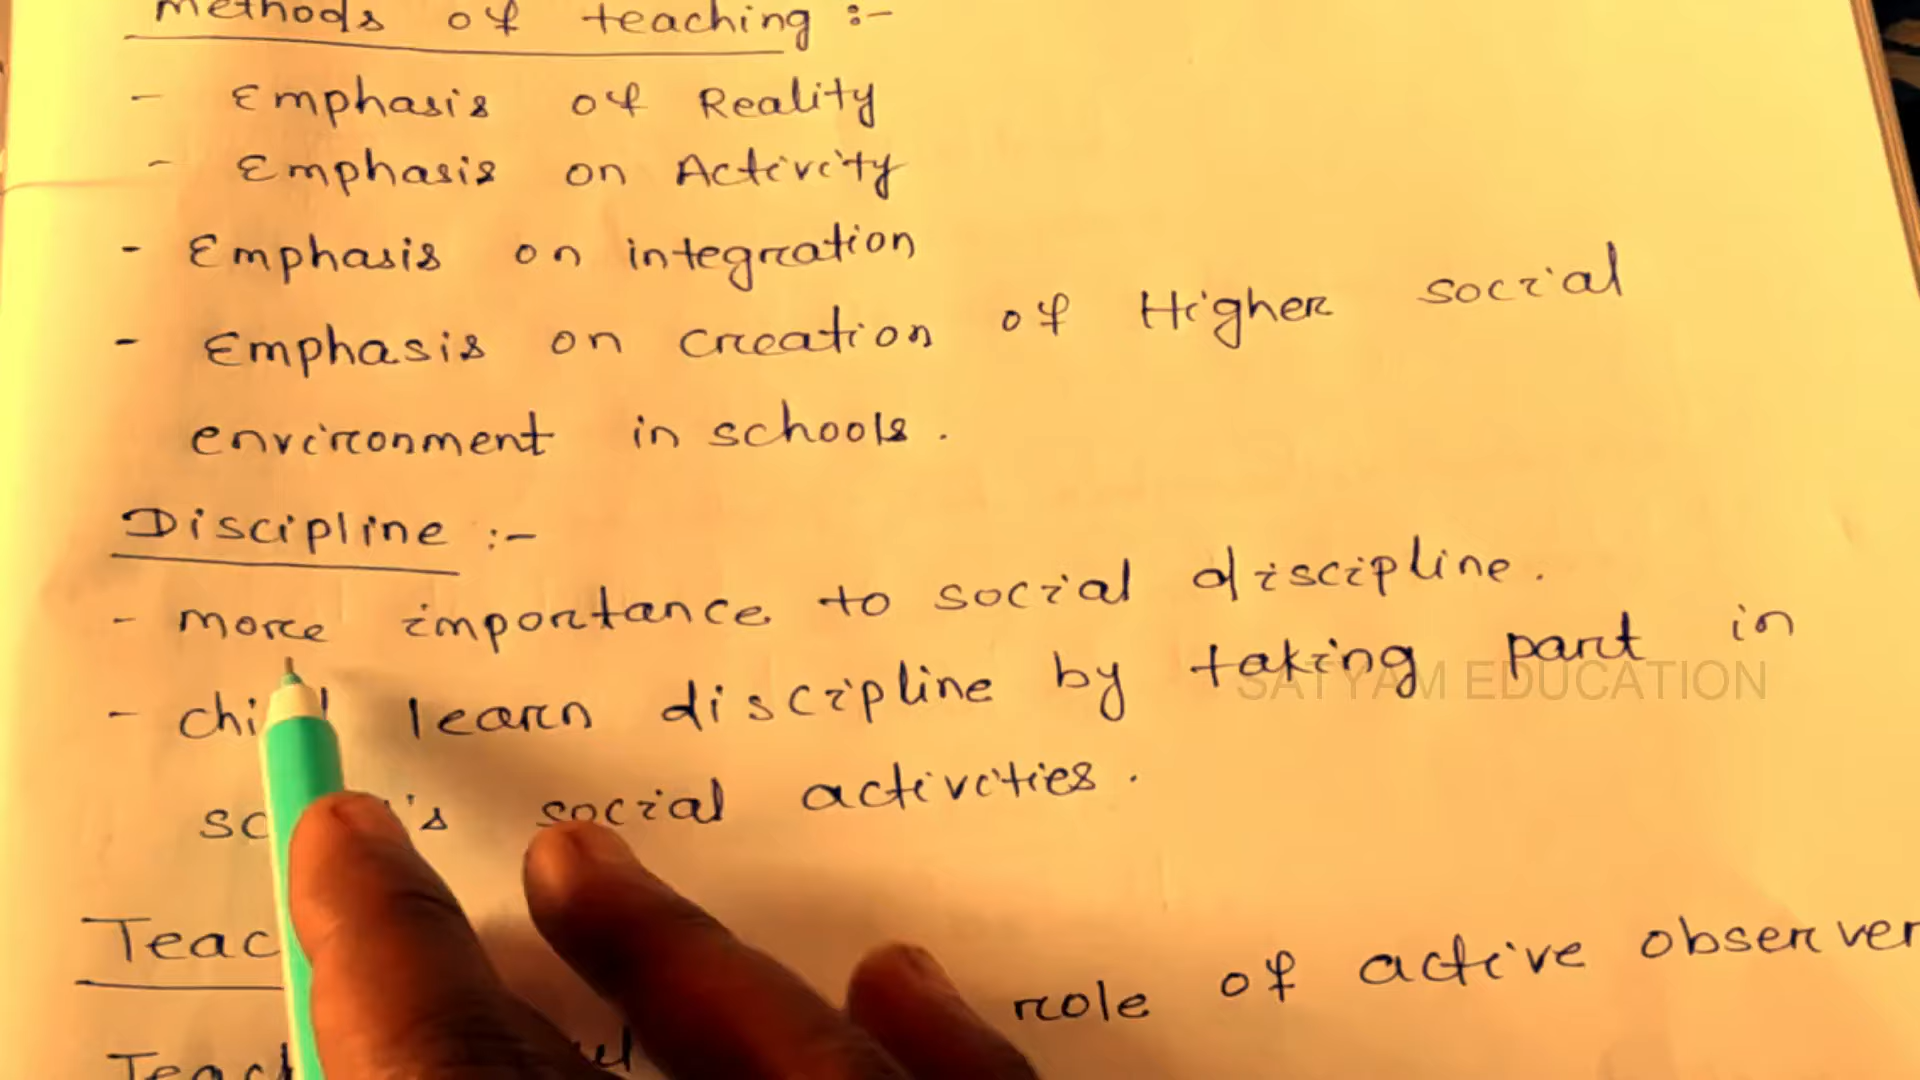 Methods of teaching :-
- Emphasis of Reality
- Emphasis on Activity
- Emphasis on integration
- Emphasis on creation of Higher social
environment in schools.
Discipline :-
- more importance to social discipline.
- learn discipline by taking part in
SATYAM EDUCATION
social activities.
role of active observer